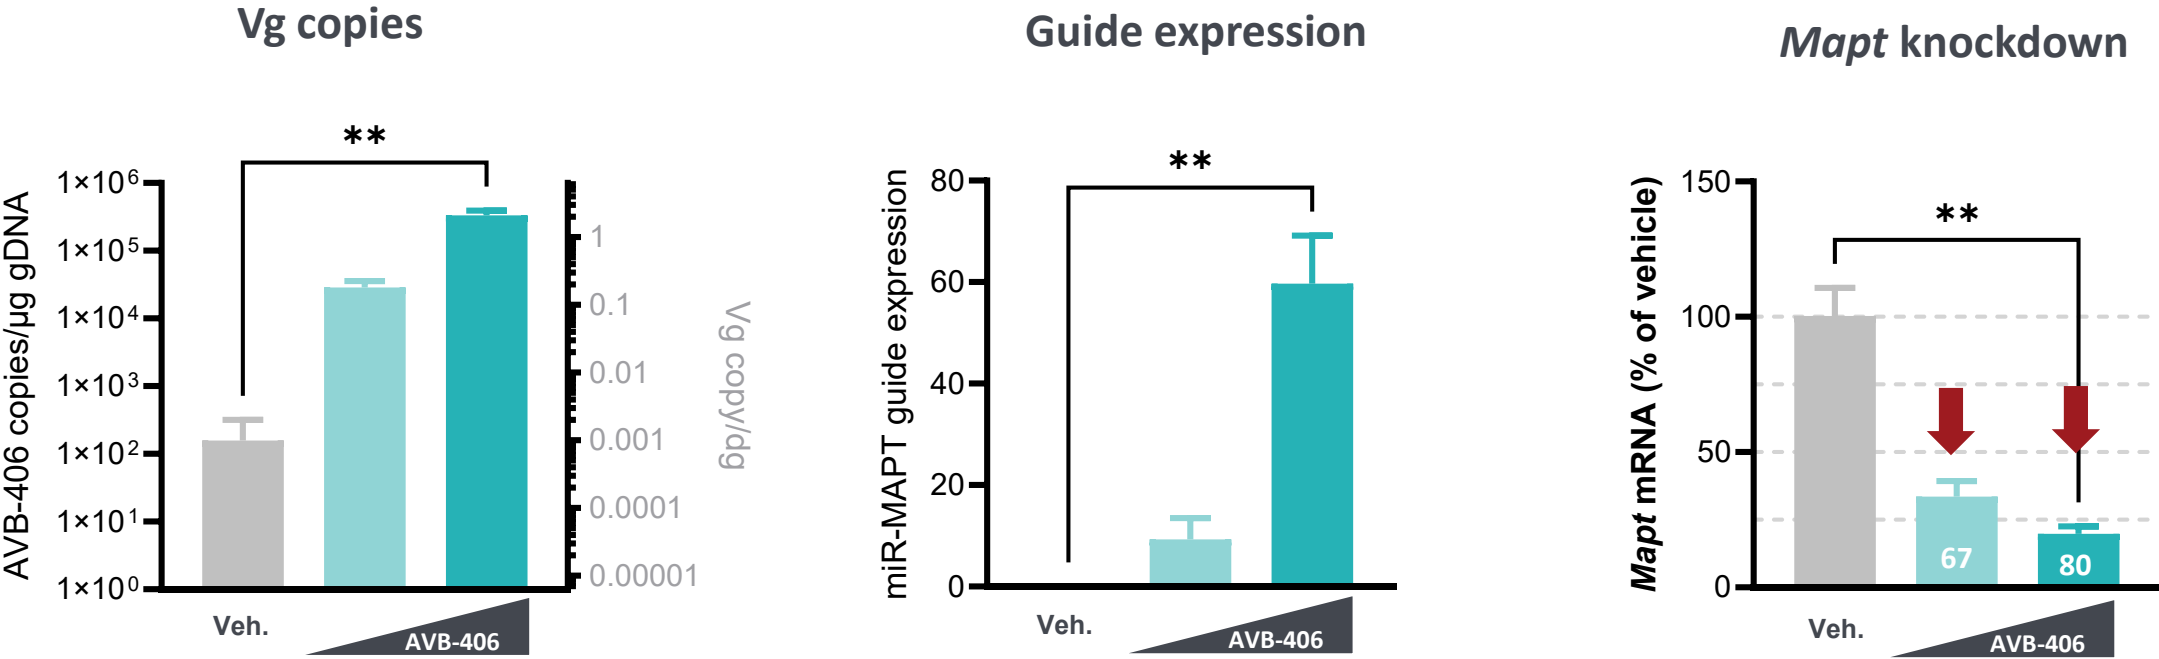 Vg copies
**
AVB-406 copies/µg gDNA
1×10⁶
1×10⁵
1×10⁴
1×10³
1×10²
1×10¹
1×10⁰
1
0.1
0.01
0.001
0.0001
0.00001
Vg copy/dg
Veh.
AVB-406
Guide expression
**
miR-MAPT guide expression
80
60
40
20
0
Veh.
AVB-406
Mapt knockdown
**
Mapt mRNA (% of vehicle)
150
100
50
0
67
80
Veh.
AVB-406